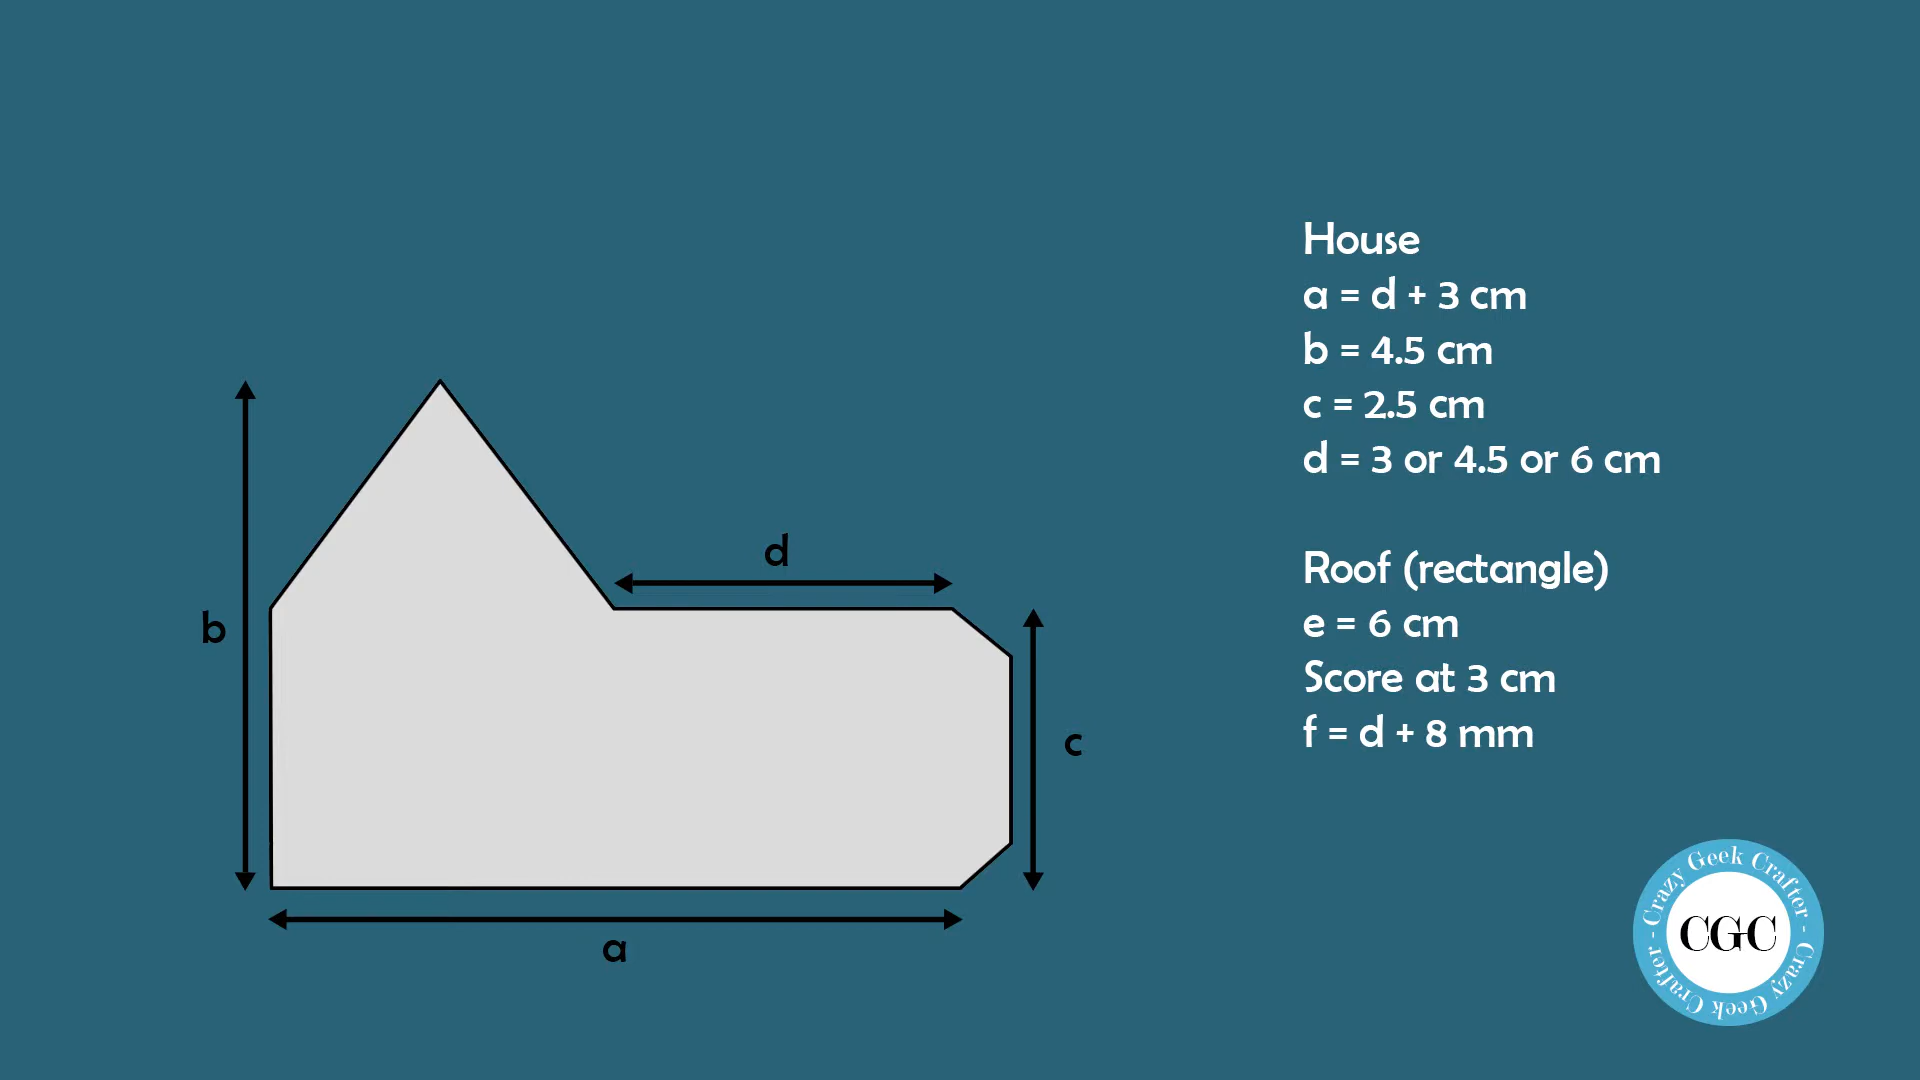 House
a = d + 3 cm
b = 4.5 cm
c = 2.5 cm
d = 3 or 4.5 or 6 cm
Roof (rectangle)
e = 6 cm
Score at 3 cm
f = d + 8 mm
b
d
c
a
Crazy Geek Crafter - Crazy Geek Crafter -
CGC